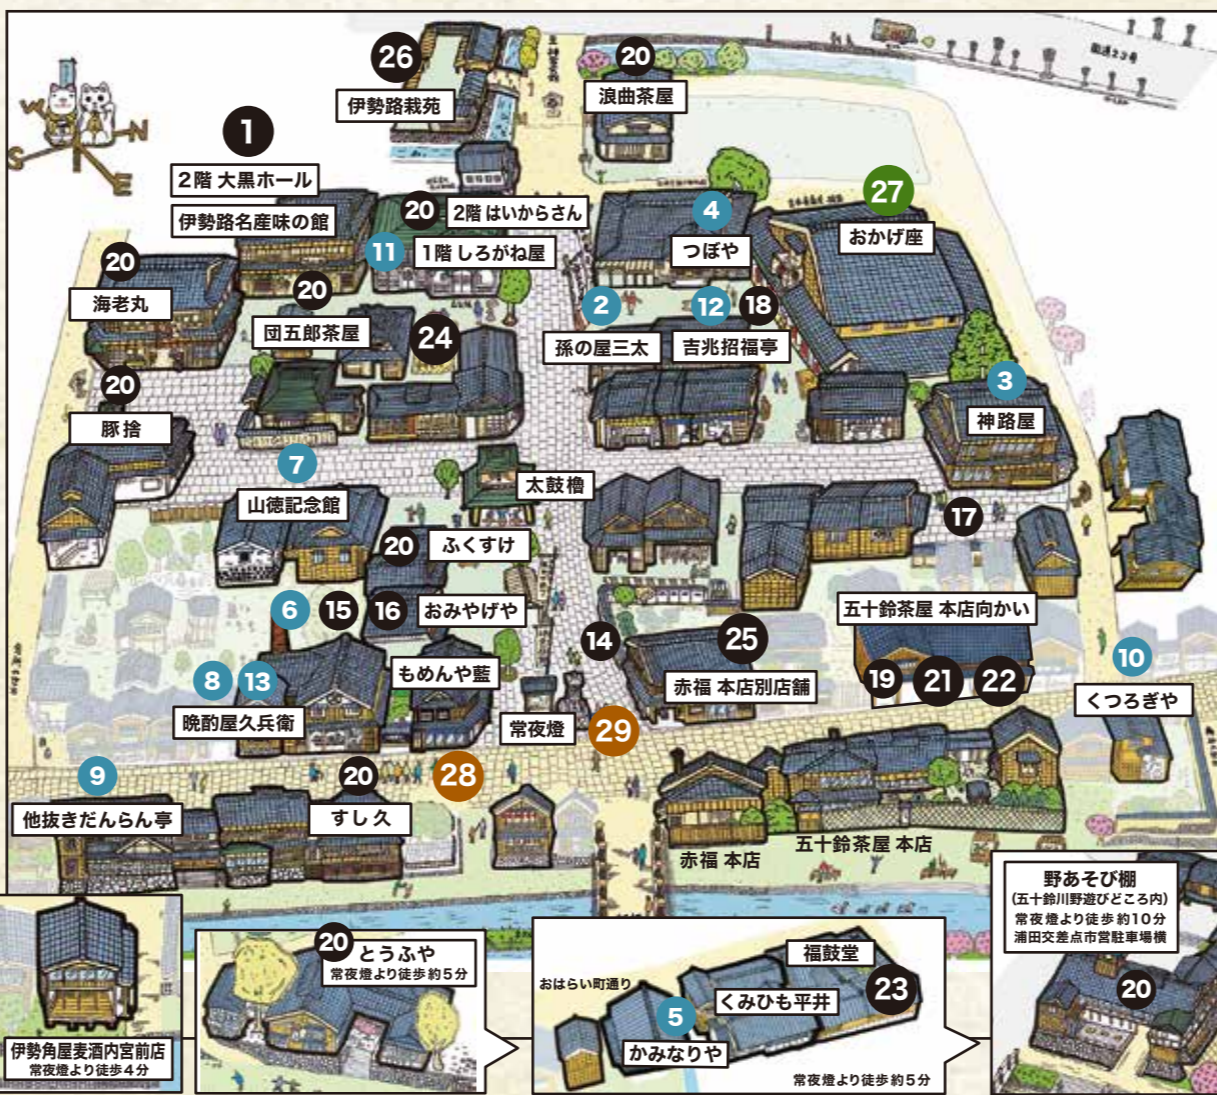 26
伊勢路栽苑
20
浪曲茶屋
国道23号
W
N
S
E
1
2階 大黒ホール
伊勢路名産味の館
20
2階 はいからさん
11
1階 しろがね屋
4
つぼや
27
おかげ座
20
海老丸
20
団五郎茶屋
24
2
孫の屋三太
12
18
吉兆招福亭
3
神路屋
20
豚捨
7
山徳記念館
太鼓櫓
17
20
ふくすけ
6
15
16
おみやげや
14
25
赤福 本店別店舗
五十鈴茶屋 本店向かい
19
21
22
10
くつろぎや
8
13
晩酌屋久兵衛
もめんや藍
常夜燈
29
9
他抜きだんらん亭
20
すし久
28
赤福 本店
五十鈴茶屋 本店
伊勢角屋麦酒内宮前店
常夜燈より徒歩4分
20
とうふや
常夜燈より徒歩約5分
おはらい町通り
福鼓堂
23
くみひも平井
5
かみなりや
常夜燈より徒歩約5分
野あそび棚
(五十鈴川野遊びどころ内)
常夜燈より徒歩約10分
浦田交差点市営駐車場横
20